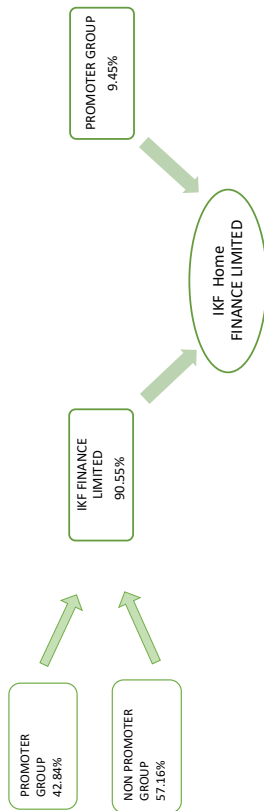 PROMOTER
GROUP
42.84%
NON PROMOTER
GROUP
57.16%
IKF FINANCE
LIMITED
90.55%
PROMOTER GROUP
9.45%
IKF Home
FINANCE LIMITED